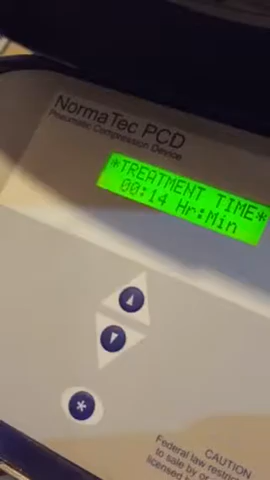 NormaTec PCD
Pneumatic Compression Device
*TREATMENT TIME*
00:14 Hr:Min
*
CAUTION
Federal law restric
to sale by or o
licensed